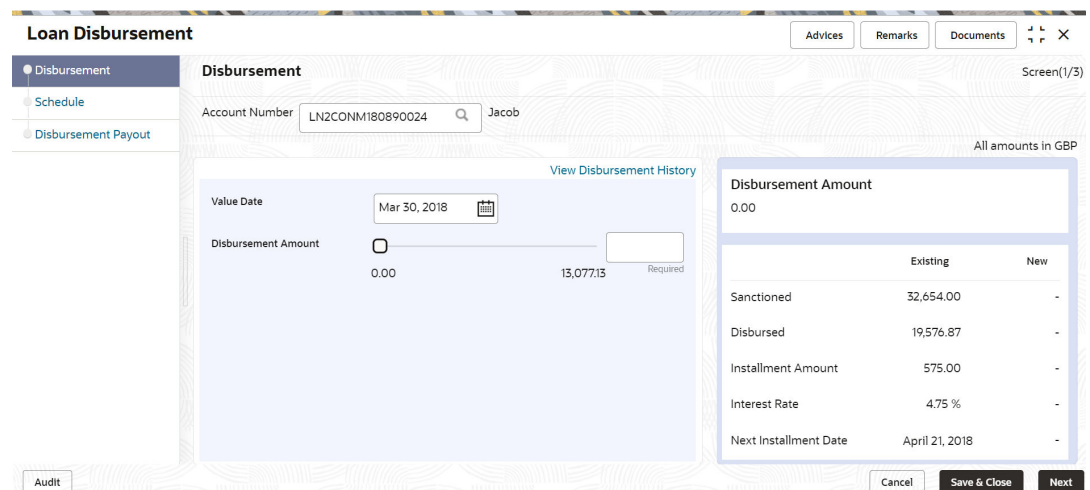 Loan Disbursement
Advices Remarks Documents
Disbursement
Schedule
Disbursement Payout
Disbursement Screen(1/3)
Account Number LN2CONM180890024 Jacob
All amounts in GBP
View Disbursement History
Value Date Mar 30, 2018
Disbursement Amount
0.00 13,077.13 Required
Disbursement Amount
0.00
Existing New
Sanctioned 32,654.00 -
Disbursed 19,576.87 -
Installment Amount 575.00 -
Interest Rate 4.75 % -
Next Installment Date April 21, 2018 -
Audit Cancel Save & Close Next